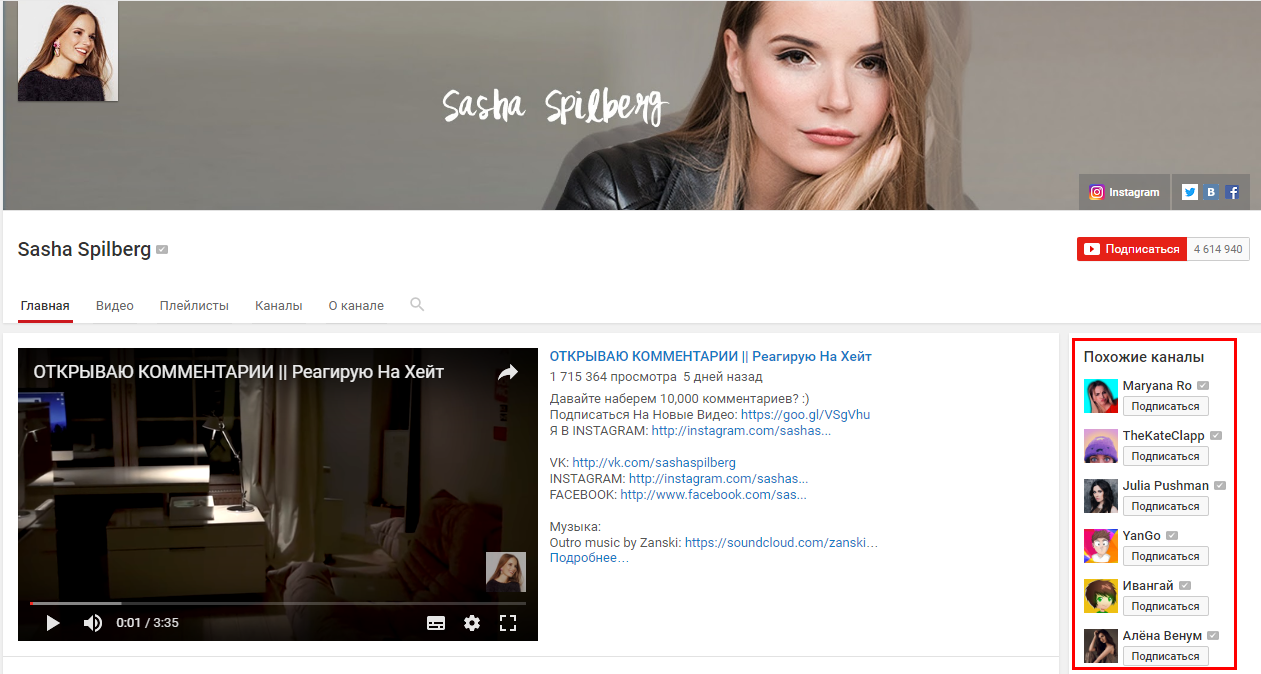 Sasha Spilberg
Instagram
B
f
Sasha Spilberg
Подписаться 4 614 940
Главная Видео Плейлисты Каналы О канале
ОТКРЫВАЮ КОММЕНТАРИИ || Реагирую На Хейт
0:01 / 3:35
ОТКРЫВАЮ КОММЕНТАРИИ || Реагирую На Хейт
1 715 364 просмотра 5 дней назад
Давайте наберем 10,000 комментариев? :)
Подписаться На Новые Видео: https://goo.gl/VSgVhu
Я В INSTAGRAM: http://instagram.com/sashas...
VK: http://vk.com/sashaspilberg
INSTAGRAM: http://instagram.com/sashas...
FACEBOOK: http://www.facebook.com/sas...
Музыка:
Outro music by Zanski: https://soundcloud.com/zanski...
Подробнее...
Похожие каналы
Maryana Ro
Подписаться
TheKateClapp
Подписаться
Julia Pushman
Подписаться
YanGo
Подписаться
Ивангай
Подписаться
Алёна Венум
Подписаться